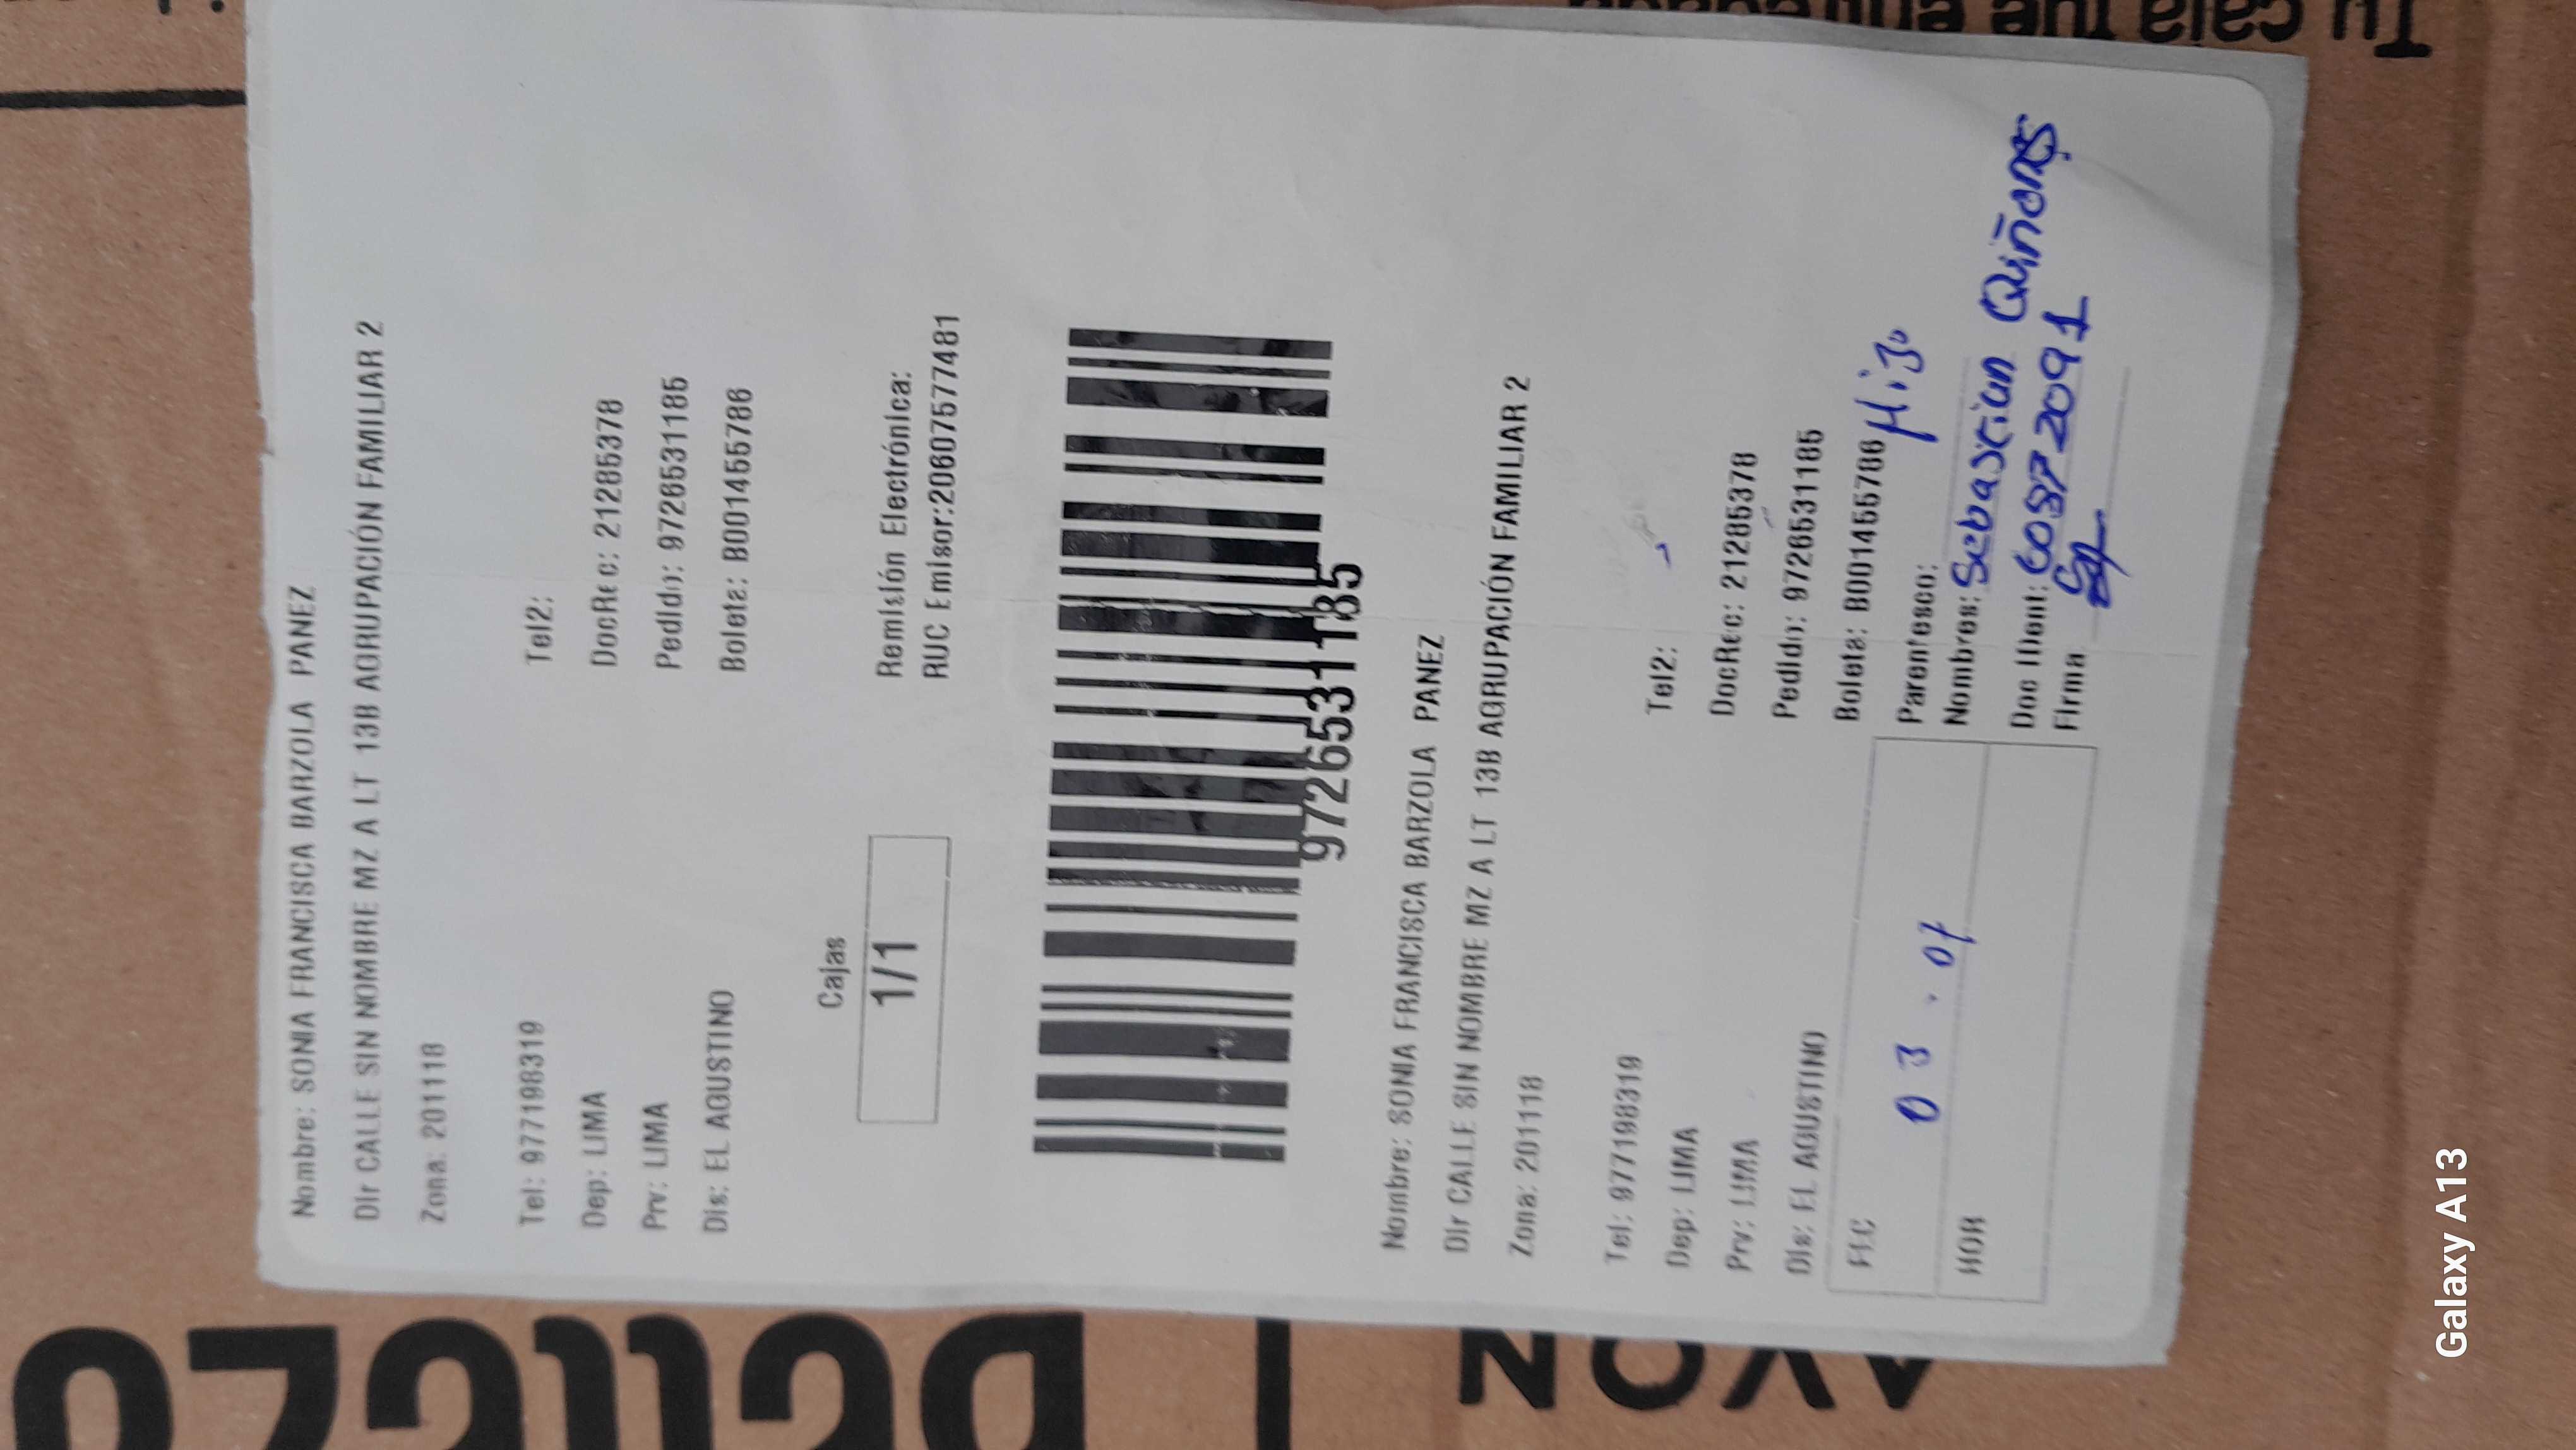 Nombre: SONIA FRANCISCA BARZOLA PANEZ
Dir CALLE SIN NOMBRE MZ A LT 13B AGRUPACIÓN FAMILIAR 2
Zona: 201118
Tel: 977198319 Tel2:
Dep: LIMA DocRec: 21285378
Prv: LIMA Pedido: 9726531185
Dis: EL AGUSTINO Boleta: B001455786
Cajas
1/1
Remisión Electrónica:
RUC Emisor:20607577481
9726531185
Nombre: SONIA FRANCISCA BARZOLA PANEZ
Dir CALLE SIN NOMBRE MZ A LT 13B AGRUPACIÓN FAMILIAR 2
Zona: 201118
Tel: 977198319 Tel2:
Dep: LIMA DocRec: 21285378
Prv: LIMA Pedido: 9726531185
Dis: EL AGUSTINO Boleta: B001455786
FEC 03.07 Parentesco: Hijo
Nombres: Sebastian Quiñones
HOR Doc Ilent: 60872091
Firma
AVON
Tu caja fue
Galaxy A13